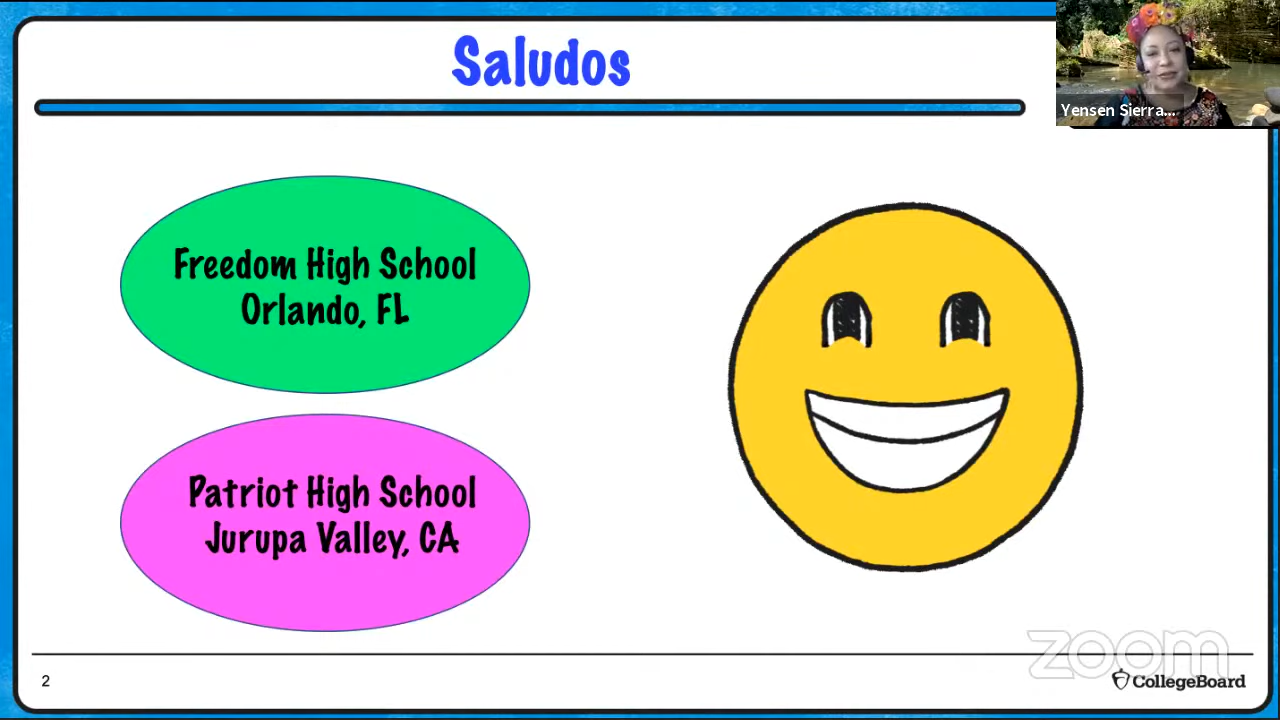 Saludos
Yensen Sierra...
Freedom High School
Orlando, FL
Patriot High School
Jurupa Valley, CA
zoom
2
CollegeBoard